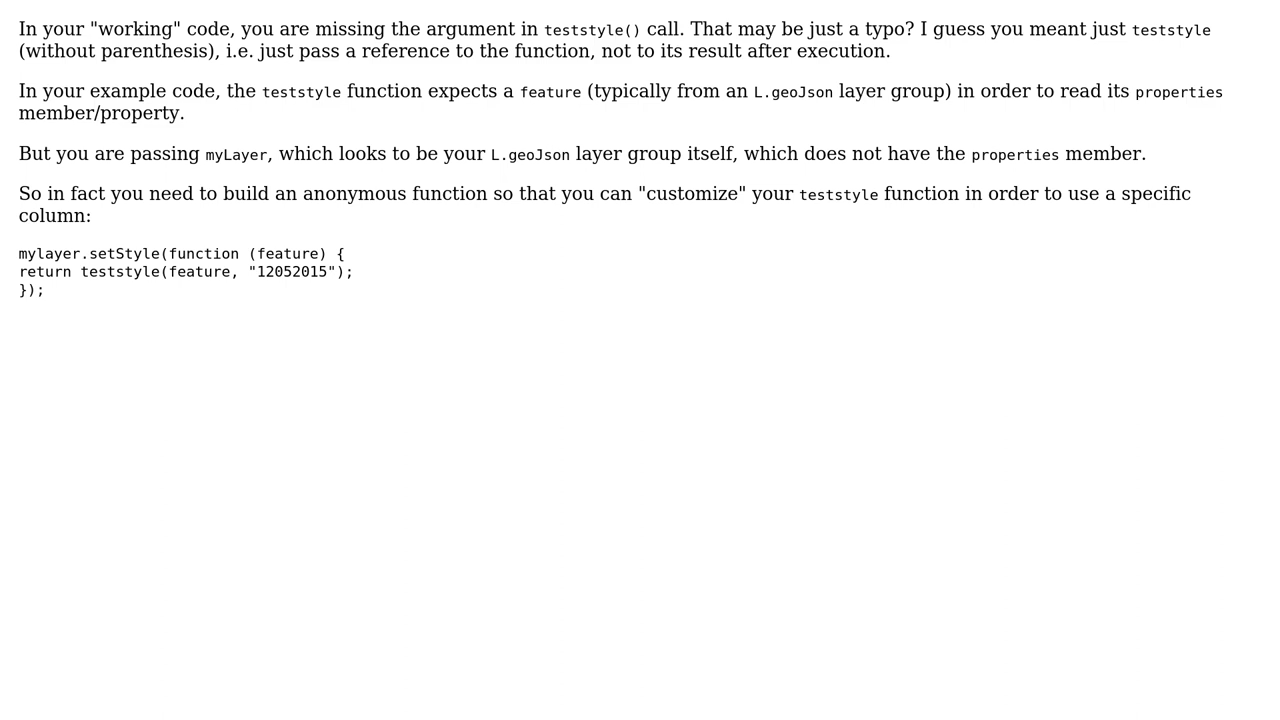 In your "working" code, you are missing the argument in teststyle() call. That may be just a typo? I guess you meant just teststyle
(without parenthesis), i.e. just pass a reference to the function, not to its result after execution.
In your example code, the teststyle function expects a feature (typically from an L.geoJson layer group) in order to read its properties
member/property.
But you are passing myLayer, which looks to be your L.geoJson layer group itself, which does not have the properties member.
So in fact you need to build an anonymous function so that you can "customize" your teststyle function in order to use a specific
column:
mylayer.setStyle(function (feature) {
return teststyle(feature, "12052015");
});